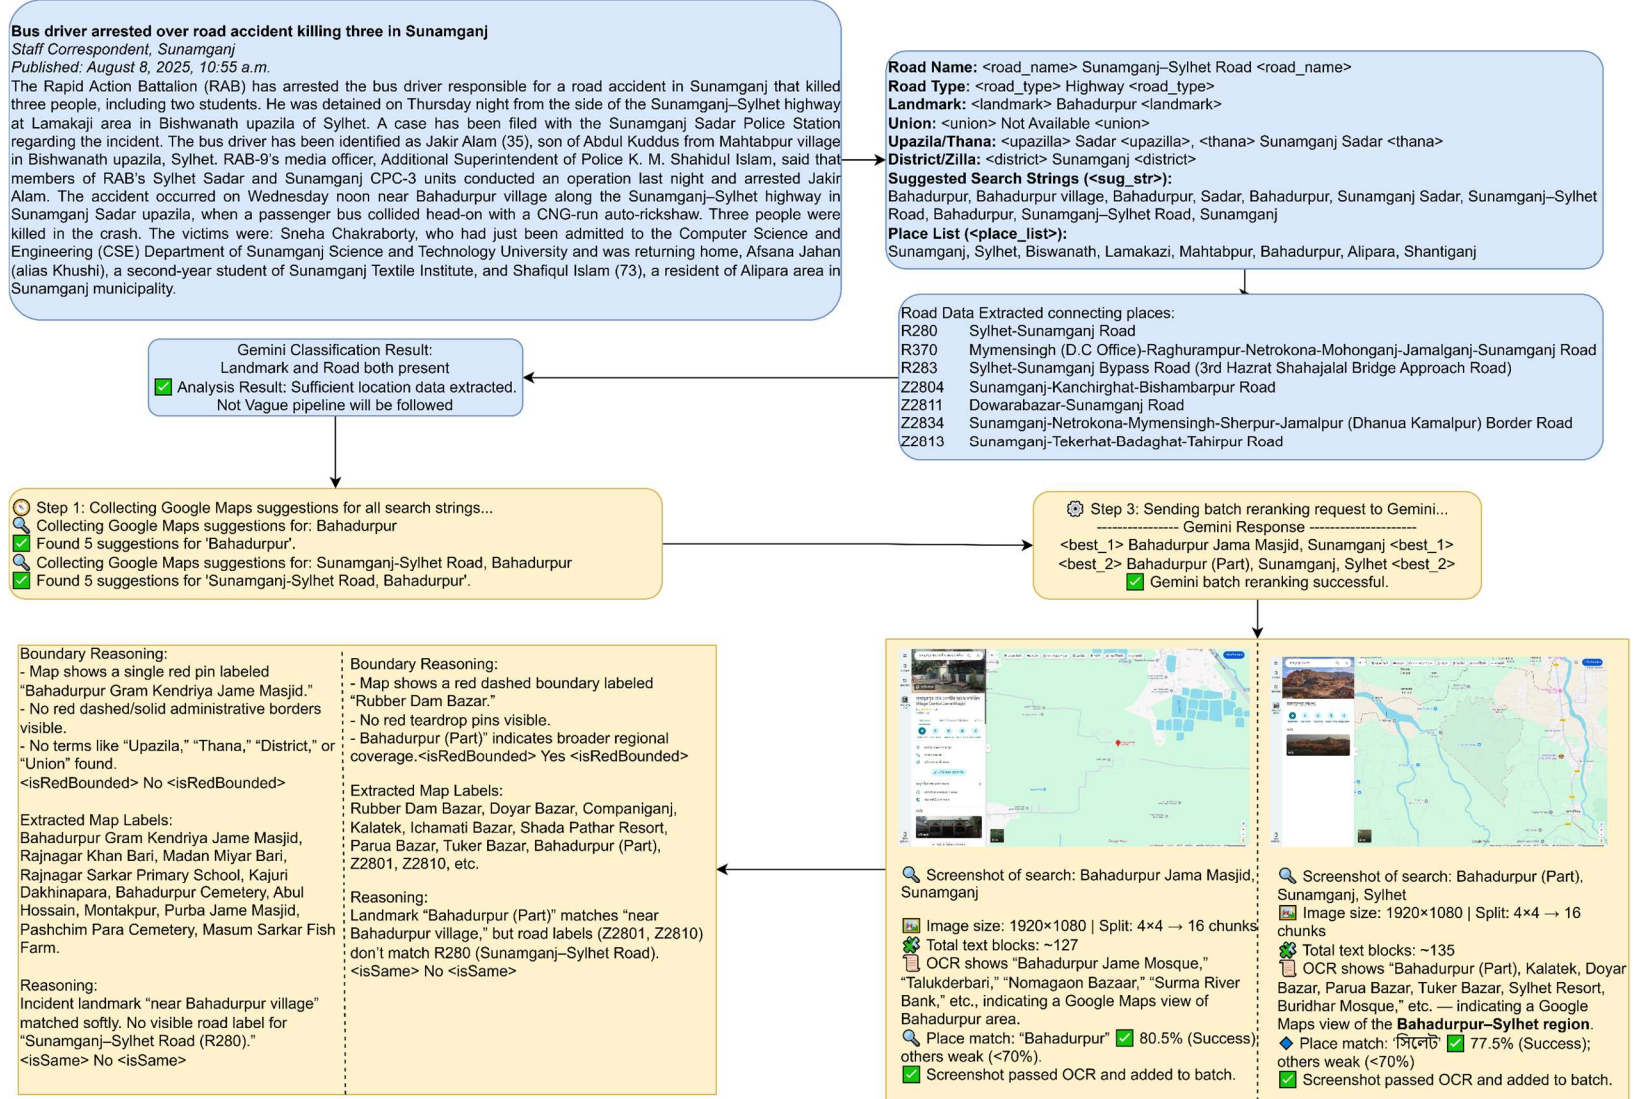 Bus driver arrested over road accident killing three in Sunamganj
Staff Correspondent, Sunamganj
Published: August 8, 2025, 10:55 a.m.
The Rapid Action Battalion (RAB) has arrested the bus driver responsible for a road accident in Sunamganj that killed
three people, including two students. He was detained on Thursday night from the side of the Sunamganj–Sylhet highway
at Lamakaji area in Bishwanath upazila of Sylhet. A case has been filed with the Sunamganj Sadar Police Station
regarding the incident. The bus driver has been identified as Jakir Alam (35), son of Abdul Kuddus from Mahtabpur village
in Bishwanath upazila, Sylhet. RAB-9's media officer, Additional Superintendent of Police K. M. Shahidul Islam, said that
members of RAB's Sylhet Sadar and Sunamganj CPC-3 units conducted an operation last night and arrested Jakir
Alam. The accident occurred on Wednesday noon near Bahadurpur village along the Sunamganj–Sylhet highway in
Sunamganj Sadar upazila, when a passenger bus collided head-on with a CNG-run auto-rickshaw. Three people were
killed in the crash. The victims were: Sneha Chakraborty, who had just been admitted to the Computer Science and
Engineering (CSE) Department of Sunamganj Science and Technology University and was returning home, Afsana Jahan
(alias Khushi), a second-year student of Sunamganj Textile Institute, and Shafiqul Islam (73), a resident of Alipara area in
Sunamganj municipality.
Road Name: <road_name> Sunamganj–Sylhet Road <road_name>
Road Type: <road_type> Highway <road_type>
Landmark: <landmark> Bahadurpur <landmark>
Union: <union> Not Available <union>
Upazila/Thana: <upazilla> Sadar <upazilla>, <thana> Sunamganj Sadar <thana>
District/Zilla: <district> Sunamganj <district>
Suggested Search Strings (<sug_str>):
Bahadurpur, Bahadurpur village, Bahadurpur, Sadar, Bahadurpur, Sunamganj Sadar, Sunamganj–Sylhet
Road, Bahadurpur, Sunamganj–Sylhet Road, Sunamganj
Place List (<place_list>):
Sunamganj, Sylhet, Biswanath, Lamakazi, Mahtabpur, Bahadurpur, Alipara, Shantiganj
Road Data Extracted connecting places:
R280 Sylhet-Sunamganj Road
R370 Mymensingh (D.C Office)-Raghurampur-Netrokona-Mohonganj-Jamalganj-Sunamganj Road
R283 Sylhet-Sunamganj Bypass Road (3rd Hazrat Shahajalal Bridge Approach Road)
Z2804 Sunamganj-Kanchirghat-Bishambarpur Road
Z2811 Dowarabazar-Sunamganj Road
Z2834 Sunamganj-Netrokona-Mymensingh-Sherpur-Jamalpur (Dhanua Kamalpur) Border Road
Z2813 Sunamganj-Tekerhat-Badaghat-Tahirpur Road
Gemini Classification Result:
Landmark and Road both present
✅ Analysis Result: Sufficient location data extracted.
Not Vague pipeline will be followed
Step 1: Collecting Google Maps suggestions for all search strings...
Collecting Google Maps suggestions for: Bahadurpur
✅ Found 5 suggestions for 'Bahadurpur'.
Collecting Google Maps suggestions for: Sunamganj-Sylhet Road, Bahadurpur
✅ Found 5 suggestions for 'Sunamganj-Sylhet Road, Bahadurpur'.
Step 3: Sending batch reranking request to Gemini...
---------------- Gemini Response ---------------------
<best_1> Bahadurpur Jama Masjid, Sunamganj <best_1>
<best_2> Bahadurpur (Part), Sunamganj, Sylhet <best_2>
✅ Gemini batch reranking successful.
Boundary Reasoning:
- Map shows a single red pin labeled
“Bahadurpur Gram Kendriya Jame Masjid.”
- No red dashed/solid administrative borders
visible.
- No terms like “Upazila,” “Thana,” “District,” or
“Union” found.
<isRedBounded> No <isRedBounded>
Extracted Map Labels:
Bahadurpur Gram Kendriya Jame Masjid,
Rajnagar Khan Bari, Madan Miyar Bari,
Rajnagar Sarkar Primary School, Kajuri
Dakhinapara, Bahadurpur Cemetery, Abul
Hossain, Montakpur, Purba Jame Masjid,
Pashchim Para Cemetery, Masum Sarkar Fish
Farm.
Reasoning:
Incident landmark “near Bahadurpur village”
matched softly. No visible road label for
“Sunamganj–Sylhet Road (R280).”
<isSame> No <isSame>
Boundary Reasoning:
- Map shows a red dashed boundary labeled
“Rubber Dam Bazar.”
- No red teardrop pins visible.
- Bahadurpur (Part)” indicates broader regional
coverage.<isRedBounded> Yes <isRedBounded>
Extracted Map Labels:
Rubber Dam Bazar, Doyar Bazar, Companiganj,
Kalatek, Ichamati Bazar, Shada Pathar Resort,
Parua Bazar, Tuker Bazar, Bahadurpur (Part),
Z2801, Z2810, etc.
Reasoning:
Landmark “Bahadurpur (Part)” matches “near
Bahadurpur village,” but road labels (Z2801, Z2810)
don't match R280 (Sunamganj–Sylhet Road).
<isSame> No <isSame>
Screenshot of search: Bahadurpur Jama Masjid,
Sunamganj
Image size: 1920×1080 | Split: 4×4 → 16 chunks
Total text blocks: ~127
OCR shows “Bahadurpur Jame Mosque,”
“Talukderbari,” “Nomagaon Bazaar,” “Surma River
Bank,” etc., indicating a Google Maps view of
Bahadurpur area.
Place match: “Bahadurpur” ✅ 80.5% (Success);
others weak (<70%).
✅ Screenshot passed OCR and added to batch.
Screenshot of search: Bahadurpur (Part),
Sunamganj, Sylhet
Image size: 1920×1080 | Split: 4×4 → 16
chunks
Total text blocks: ~135
OCR shows “Bahadurpur (Part), Kalatek, Doyar
Bazar, Parua Bazar, Tuker Bazar, Sylhet Resort,
Buridhar Mosque,” etc. — indicating a Google
Maps view of the Bahadurpur–Sylhet region.
Place match: ‘সিলেট’ ✅ 77.5% (Success);
others weak (<70%)
✅ Screenshot passed OCR and added to batch.